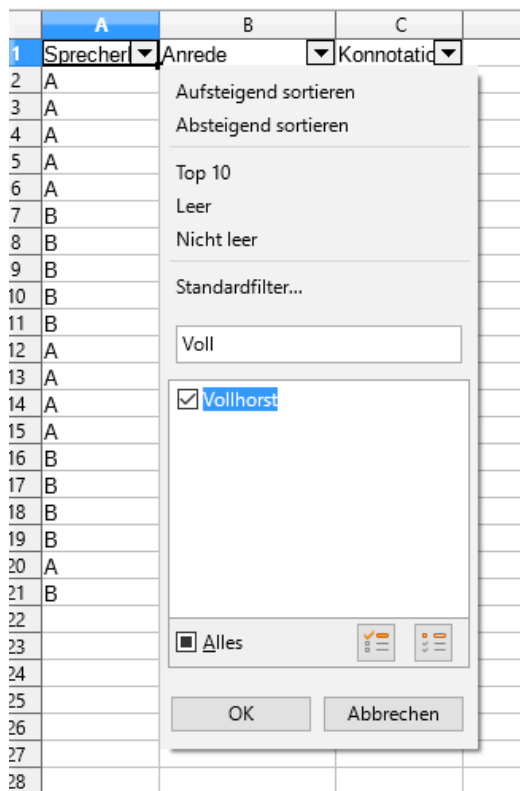 A B C
1 Sprecher Anrede Konnotatio
2 A
3 A
4 A
5 A
6 A
7 B
8 B
9 B
10 B
11 B
12 A
13 A
14 A
15 A
16 B
17 B
18 B
19 B
20 A
21 B
22
23
24
25
26
27
28
Aufsteigend sortieren
Absteigend sortieren
Top 10
Leer
Nicht leer
Standardfilter...
Voll
Vollhorst
Alles
OK Abbrechen